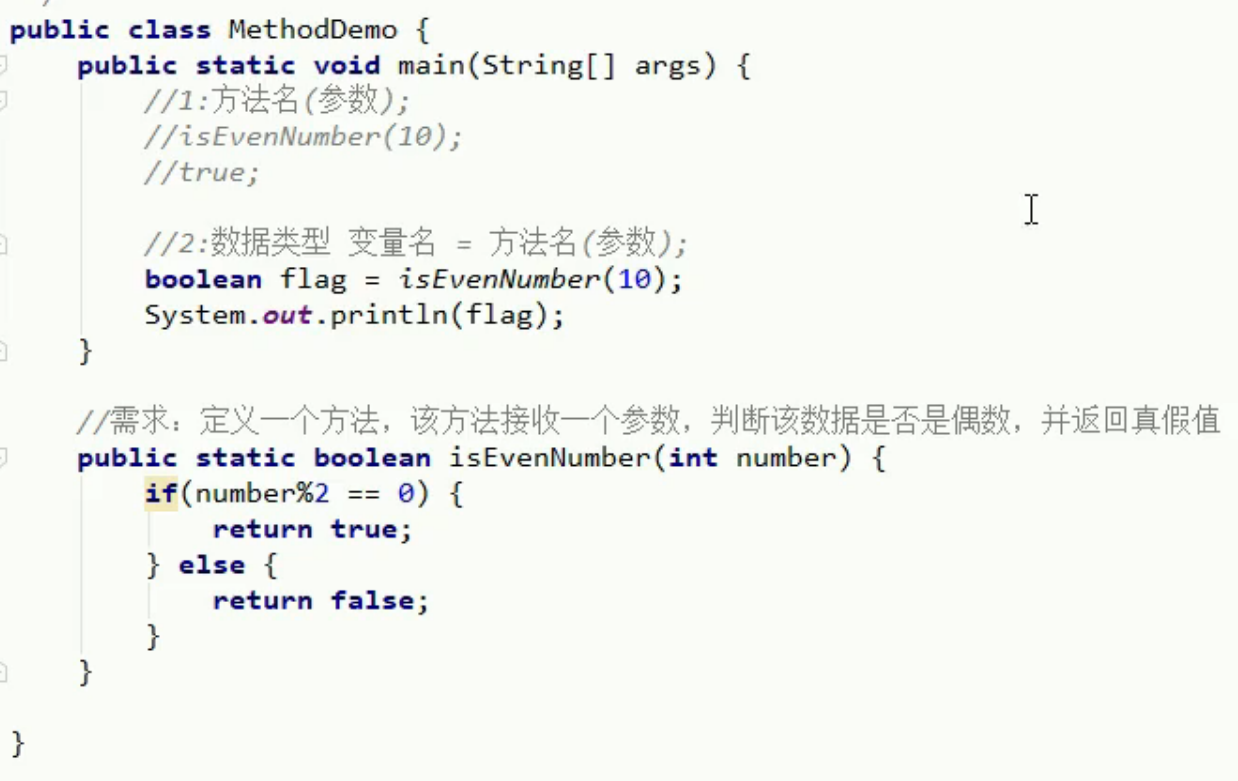 public class MethodDemo {
public static void main(String[] args) {
//1:方法名(参数);
//isEvenNumber(10);
//true;
//2:数据类型 变量名 = 方法名(参数);
boolean flag = isEvenNumber(10);
System.out.println(flag);
}
//需求：定义一个方法，该方法接收一个参数，判断该数据是否是偶数，并返回真假值
public static boolean isEvenNumber(int number) {
if(number%2 == 0) {
return true;
} else {
return false;
}
}
}